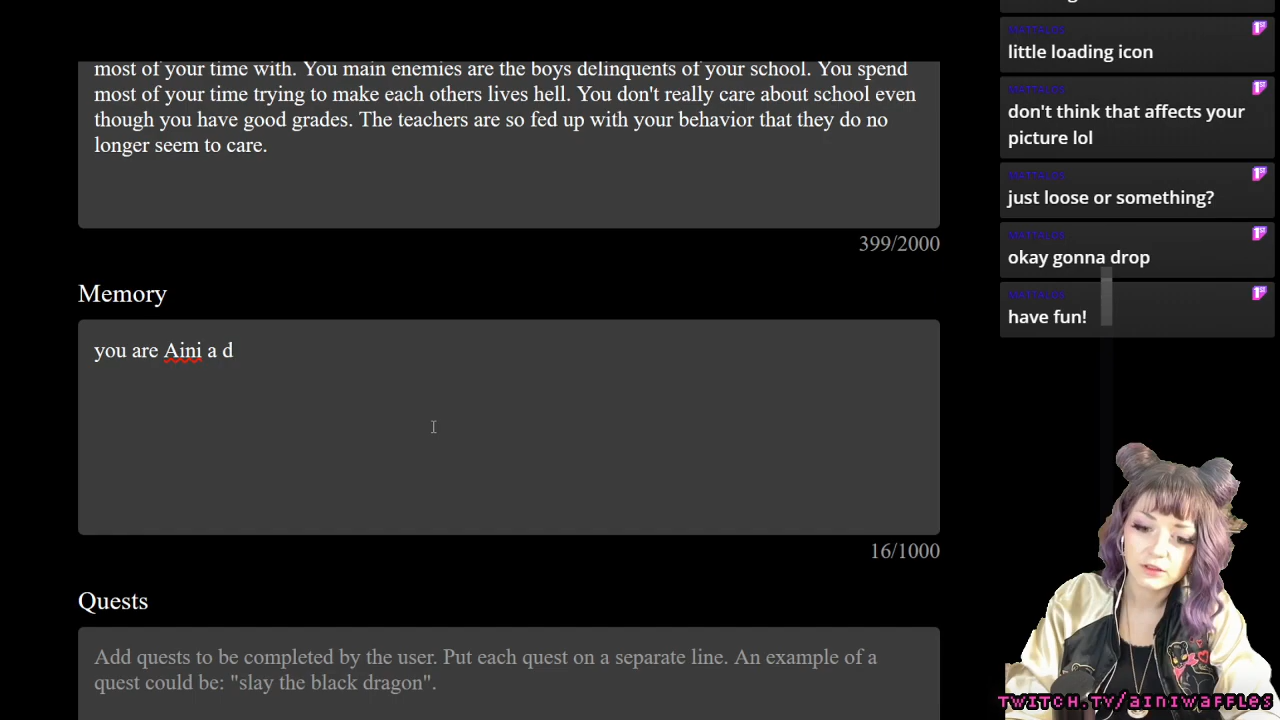 most of your time with. You main enemies are the boys delinquents of your school. You spend
most of your time trying to make each others lives hell. You don't really care about school even
though you have good grades. The teachers are so fed up with your behavior that they do no
longer seem to care.
399/2000
Memory
you are Aini a d
16/1000
Quests
Add quests to be completed by the user. Put each quest on a separate line. An example of a
quest could be: "slay the black dragon".
little loading icon
don't think that affects your
picture lol
just loose or something?
okay gonna drop
have fun!
TWITCH.TV/AINIWAFFLES